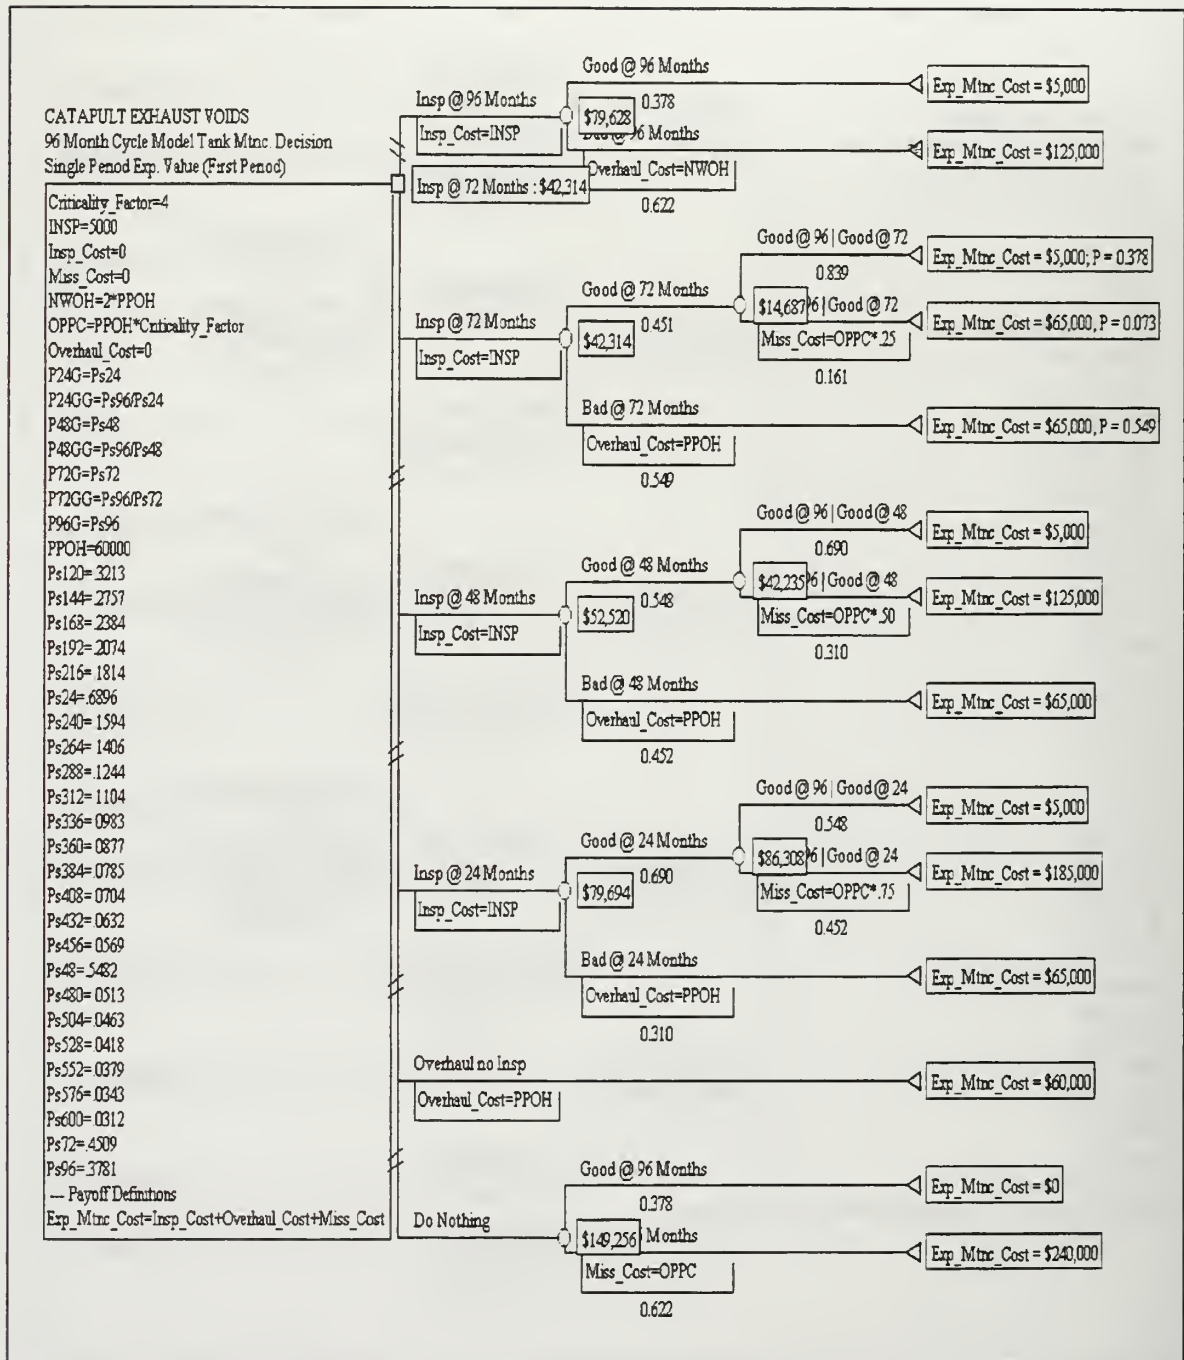 CATAPULT EXHAUST VOIDS
96 Month Cycle Model Tank Mtnc. Decision
Single Period Exp. Value (First Period)
Criticality_Factor=4
INSP=5000
Insp_Cost=0
Miss_Cost=0
NWOH=2*PPOH
OPPC=PPOH*Criticality_Factor
Overhaul_Cost=0
P24G=Ps24
P24GG=Ps96/Ps24
P48G=Ps48
P48GG=Ps96/Ps48
P72G=Ps72
P72GG=Ps96/Ps72
P96G=Ps96
PPOH=60000
Ps120=.3213
Ps144=.2757
Ps168=.2384
Ps192=.2074
Ps216=.1814
Ps24=.6896
Ps240=.1594
Ps264=.1406
Ps288=.1244
Ps312=.1104
Ps336=.0983
Ps360=.0877
Ps384=.0785
Ps408=.0704
Ps432=.0632
Ps456=.0569
Ps48=.5482
Ps480=.0513
Ps504=.0463
Ps528=.0418
Ps552=.0379
Ps576=.0343
Ps600=.0312
Ps72=.4509
Ps96=.3781
--- Payoff Definitions
Exp_Mtnc_Cost=Insp_Cost+Overhaul_Cost+Miss_Cost
Insp @ 96 Months
Insp_Cost=INSP
Insp @ 72 Months : $42,314
$79,628
Good @ 96 Months
0.378
Exp_Mtnc_Cost = $5,000
96 Months
Overhaul_Cost=NWOH
0.622
Exp_Mtnc_Cost = $125,000
Insp @ 72 Months
Insp_Cost=INSP
$42,314
Good @ 72 Months
0.451
$14,687
Good @ 96 | Good @ 72
0.839
Exp_Mtnc_Cost = $5,000; P = 0.378
96 | Good @ 72
Miss_Cost=OPPC*.25
0.161
Exp_Mtnc_Cost = $65,000, P = 0.073
Bad @ 72 Months
Overhaul_Cost=PPOH
0.549
Exp_Mtnc_Cost = $65,000, P = 0.549
Insp @ 48 Months
Insp_Cost=INSP
$52,520
Good @ 48 Months
0.548
$42,235
Good @ 96 | Good @ 48
0.690
Exp_Mtnc_Cost = $5,000
96 | Good @ 48
Miss_Cost=OPPC*.50
0.310
Exp_Mtnc_Cost = $125,000
Bad @ 48 Months
Overhaul_Cost=PPOH
0.452
Exp_Mtnc_Cost = $65,000
Insp @ 24 Months
Insp_Cost=INSP
$79,694
Good @ 24 Months
0.690
$86,308
Good @ 96 | Good @ 24
0.548
Exp_Mtnc_Cost = $5,000
96 | Good @ 24
Miss_Cost=OPPC*.75
0.452
Exp_Mtnc_Cost = $185,000
Bad @ 24 Months
Overhaul_Cost=PPOH
0.310
Exp_Mtnc_Cost = $65,000
Overhaul no Insp
Overhaul_Cost=PPOH
Exp_Mtnc_Cost = $60,000
Do Nothing
$149,256
Good @ 96 Months
0.378
Exp_Mtnc_Cost = $0
Months
Miss_Cost=OPPC
0.622
Exp_Mtnc_Cost = $240,000